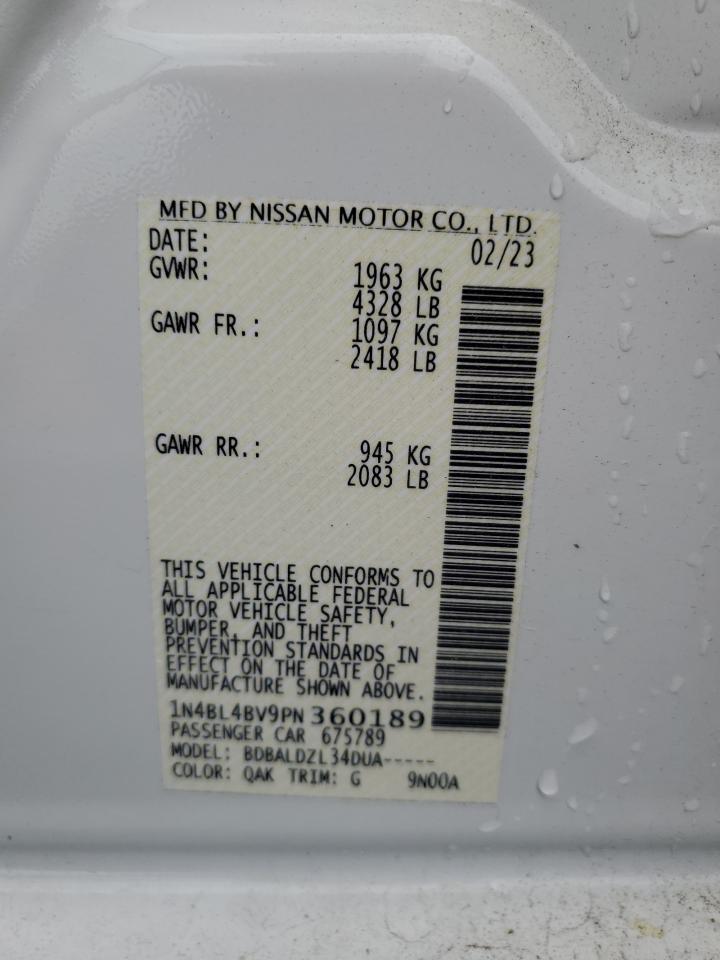 MFD BY NISSAN MOTOR CO., LTD.
DATE: 02/23
GVWR: 1963 KG
4328 LB
GAWR FR.: 1097 KG
2418 LB
GAWR RR.: 945 KG
2083 LB
THIS VEHICLE CONFORMS TO
ALL APPLICABLE FEDERAL
MOTOR VEHICLE SAFETY,
BUMPER, AND THEFT
PREVENTION STANDARDS IN
EFFECT ON THE DATE OF
MANUFACTURE SHOWN ABOVE.
1N4BL4BV9PN360189
PASSENGER CAR 675789
MODEL: BDBALDZL34DUA-----
COLOR: QAK TRIM: G 9N00A